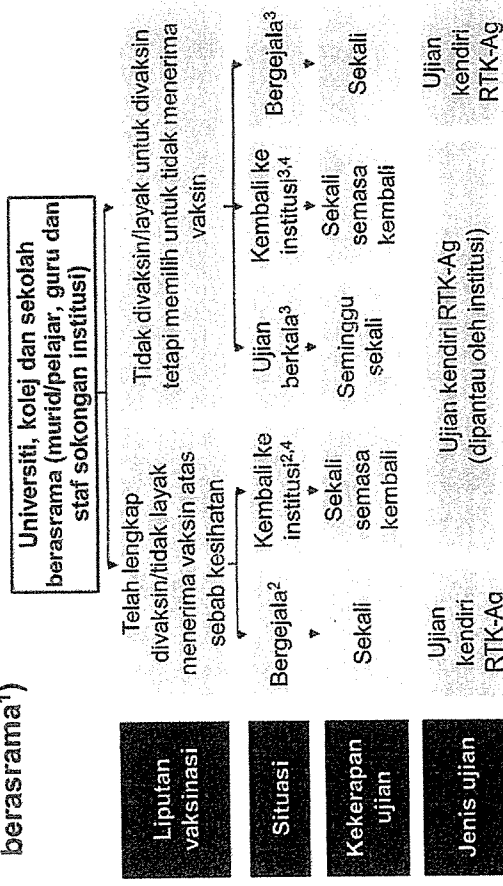 berasrama¹)
Universiti, kolej dan sekolah
berasrama (murid/pelajar, guru dan
staf sokongan institusi)
Liputan
vaksinasi
Telah lengkap
divaksin/tidak layak
menerima vaksin atas
sebab kesihatan
Tidak divaksin/layak untuk divaksin
tetapi memilih untuk tidak menerima
vaksin
Situasi
Bergejala²
Kembali ke
institusi²,⁴
Ujian
berkala³
Kembali ke
institusi³,⁴
Bergejala³
Kekerapan
ujian
Sekali
Sekali
semasa
kembali
Seminggu
sekali
Sekali
semasa
kembali
Sekali
Jenis ujian
Ujian
kendiri
RTK-Ag
Ujian kendiri RTK-Ag
(dipantau oleh institusi)
Ujian
kendiri
RTK-Ag